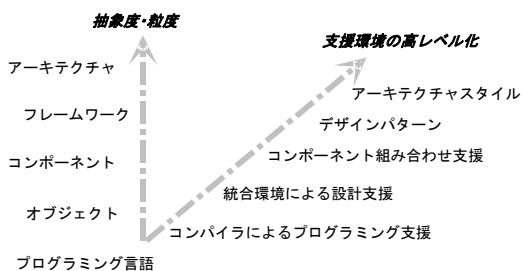 抽象度・粒度
支援環境の高レベル化
アーキテクチャ
アーキテクチャスタイル
フレームワーク
デザインパターン
コンポーネント
コンポーネント組み合わせ支援
統合環境による設計支援
オブジェクト
コンパイラによるプログラミング支援
プログラミング言語